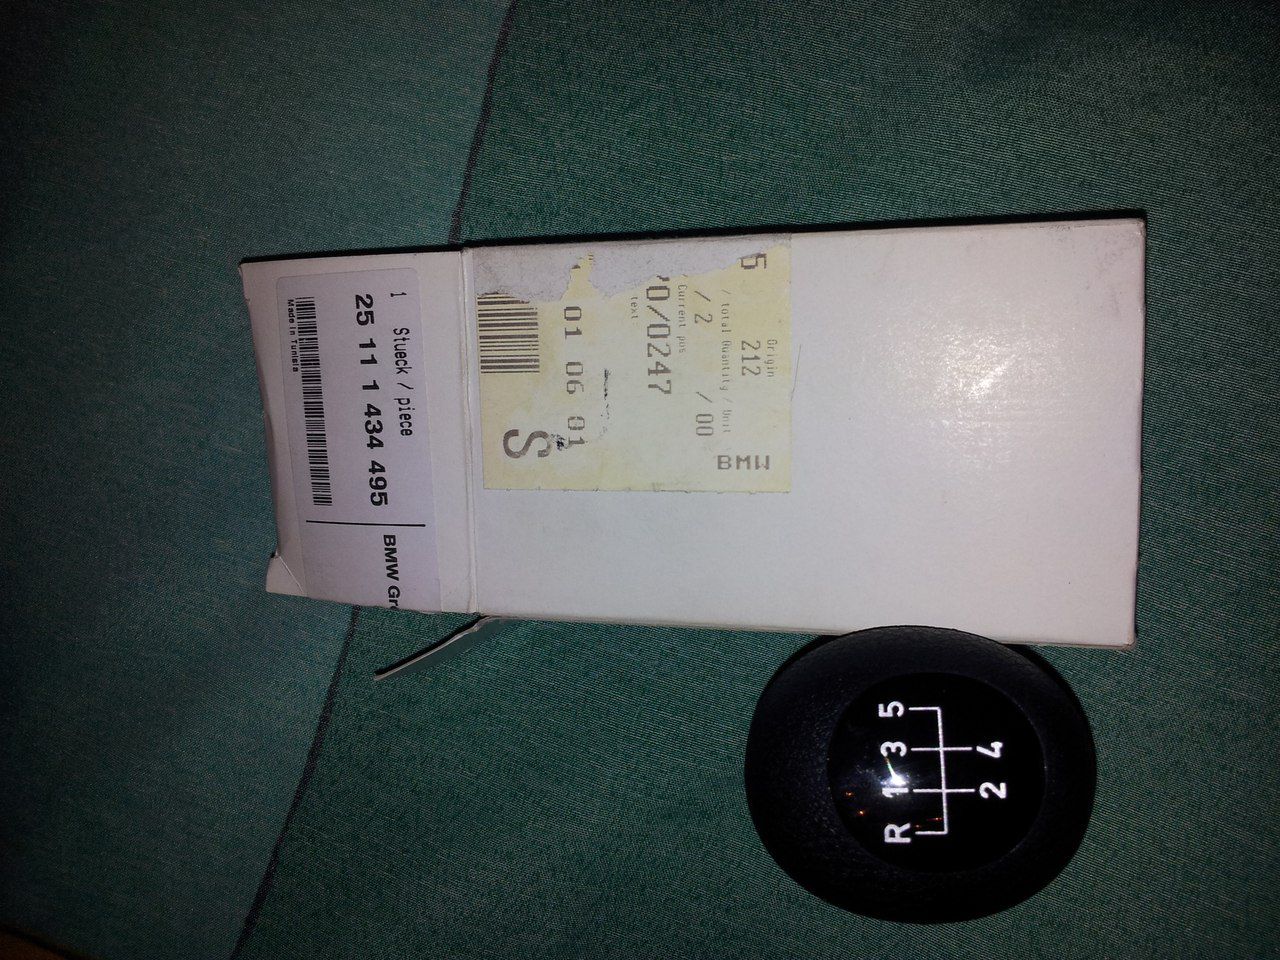 1 Stueck / piece
25 11 1 434 495
Made in Tunisia
BMW
Origin
212
/ total Quantity / Unit
/2 /00
Current pos
0/0247
text
01 06 01
S
BMW
R 1 3 5
2 4